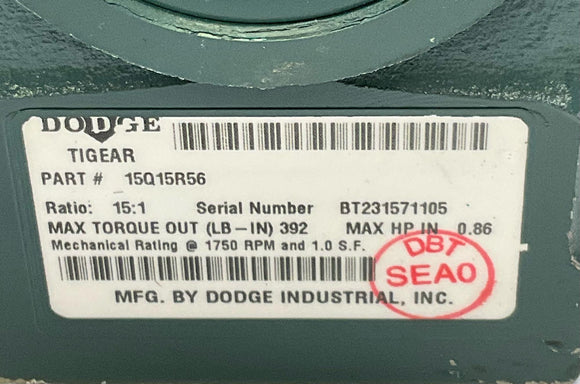 DODGE
TIGEAR
PART # 15Q15R56
Ratio: 15:1 Serial Number BT231571105
MAX TORQUE OUT (LB-IN) 392 MAX HP IN 0.86
Mechanical Rating @ 1750 RPM and 1.0 S.F.
DBT
SEA0
MFG. BY DODGE INDUSTRIAL, INC.